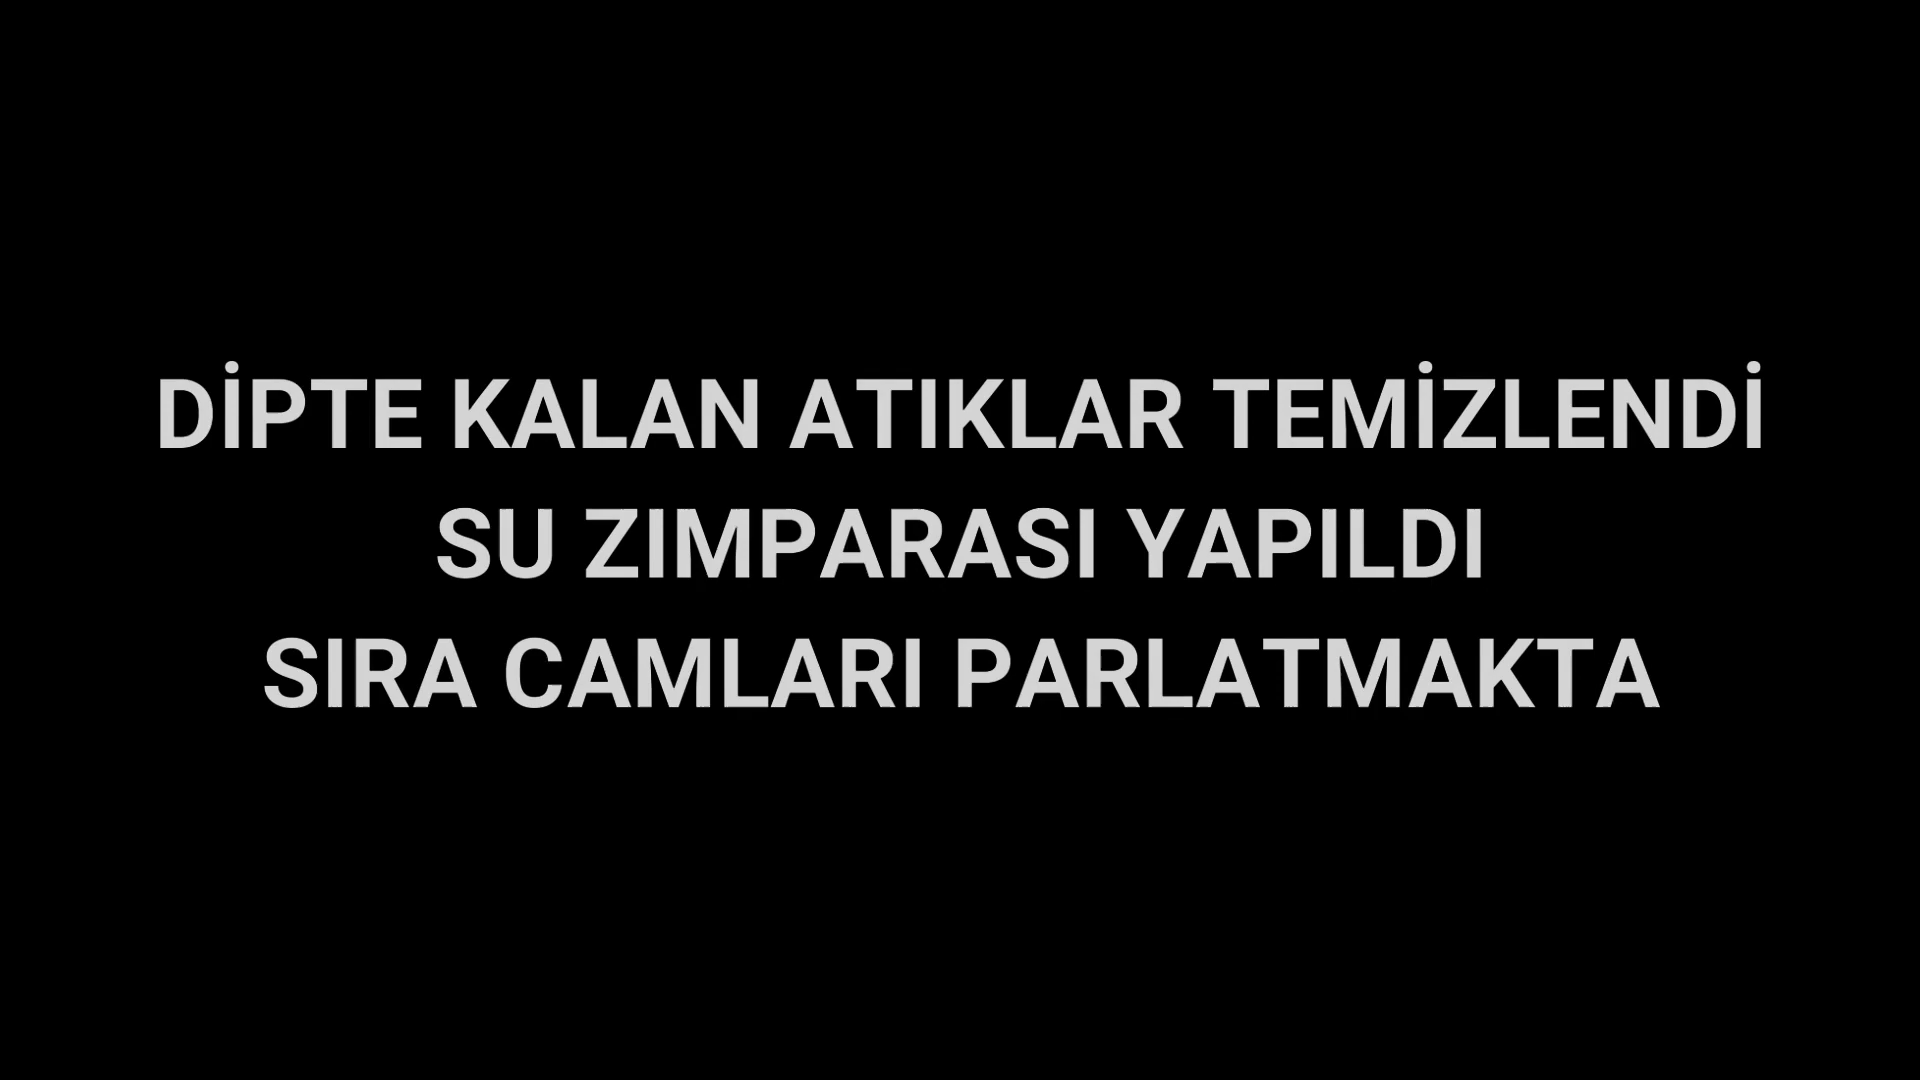 DİPTE KALAN ATIKLAR TEMİZLENDİ
SU ZIMPARASI YAPILDI
SIRA CAMLARI PARLATMAKTA